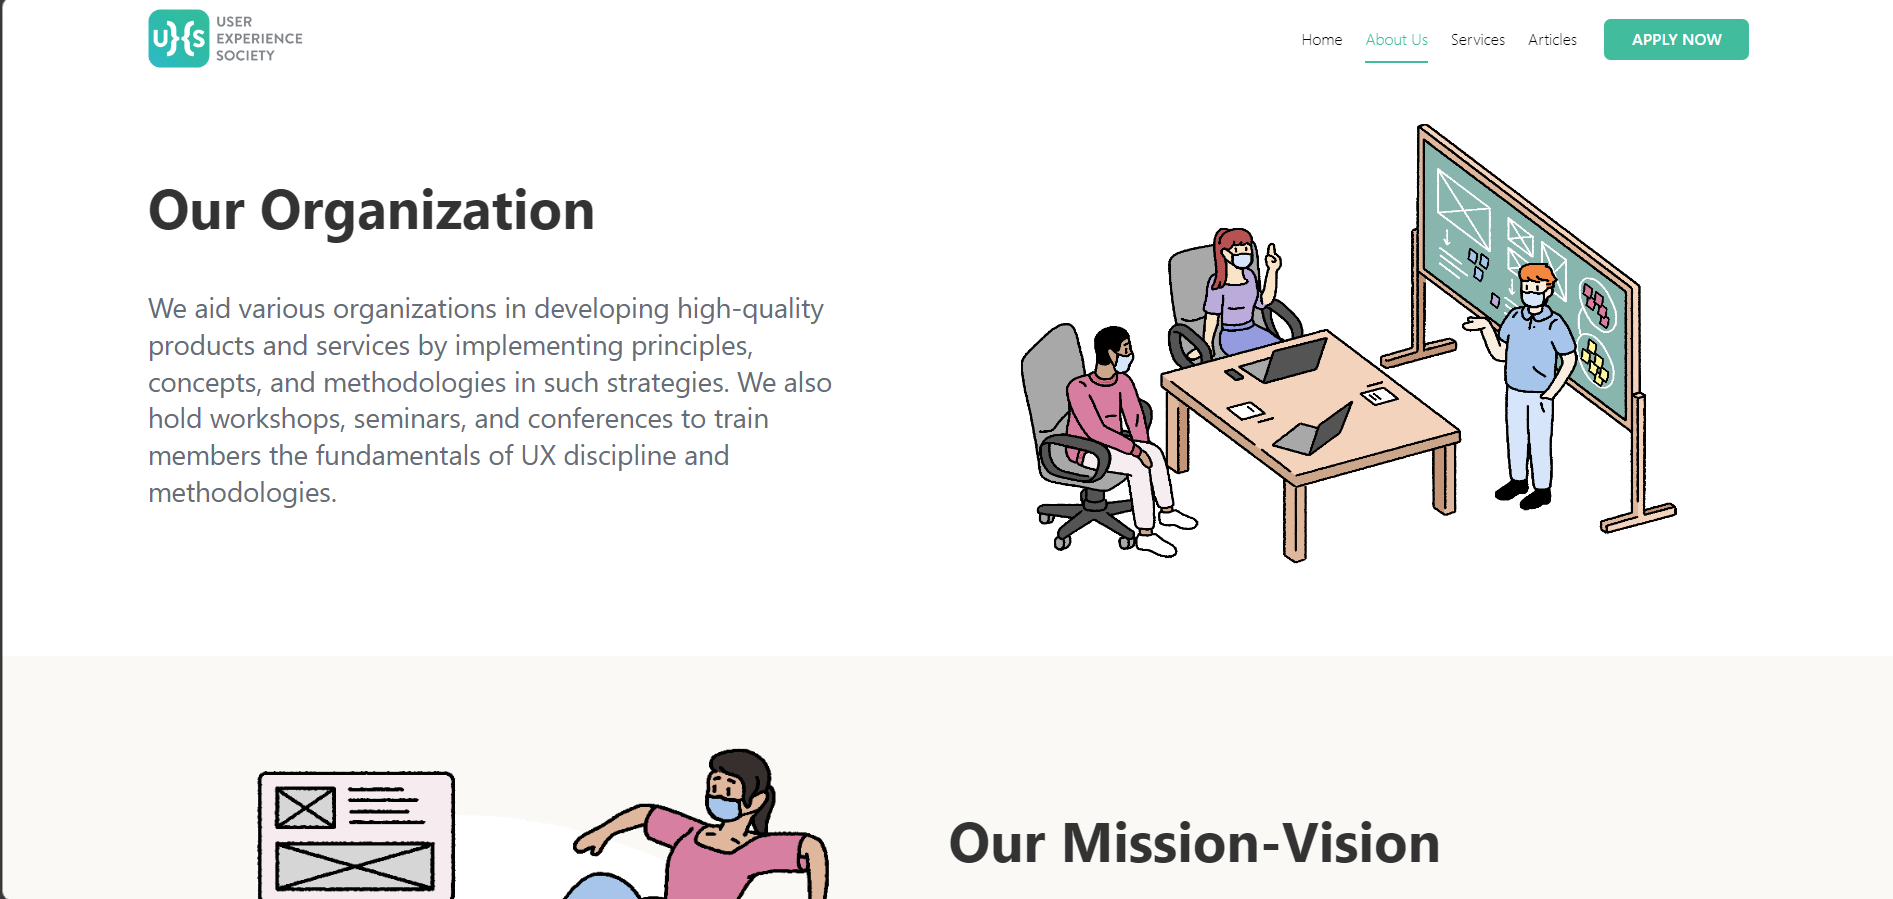 UXS
USER
EXPERIENCE
SOCIETY
Home About Us Services Articles APPLY NOW
Our Organization
We aid various organizations in developing high-quality
products and services by implementing principles,
concepts, and methodologies in such strategies. We also
hold workshops, seminars, and conferences to train
members the fundamentals of UX discipline and
methodologies.
Our Mission-Vision